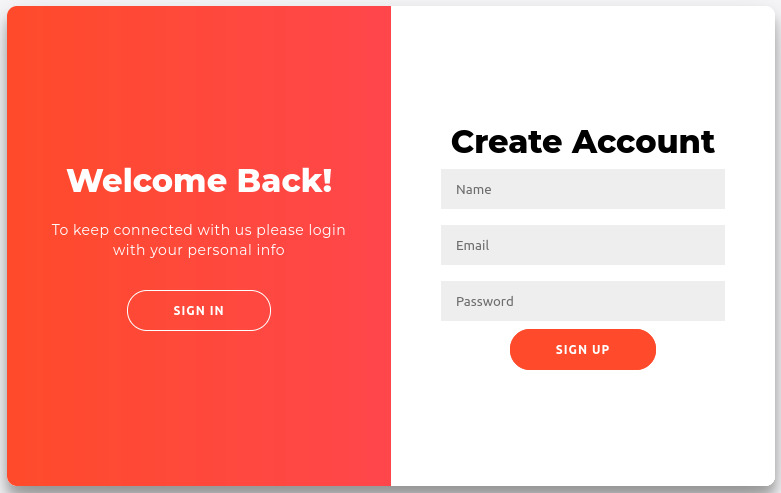 Welcome Back!
To keep connected with us please login
with your personal info
SIGN IN
Create Account
Name
Email
Password
SIGN UP